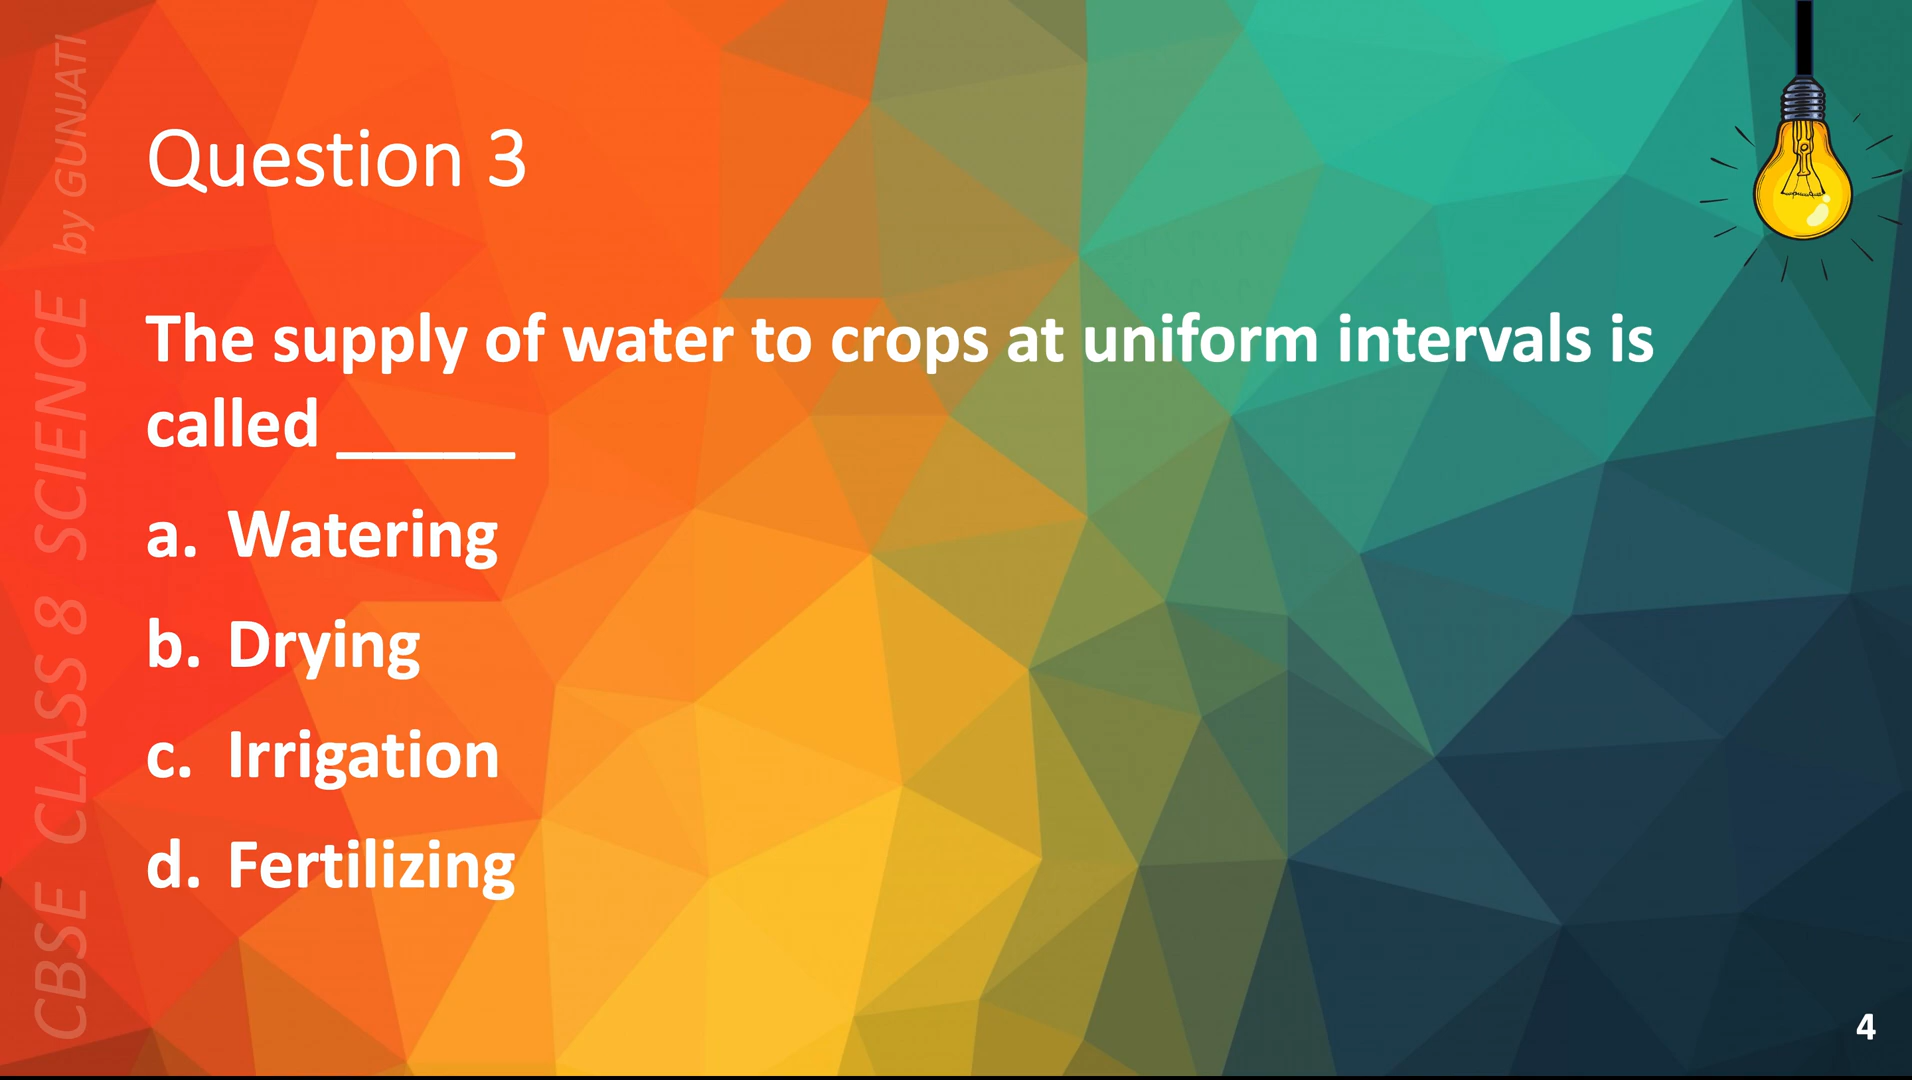 CBSE CLASS 8 SCIENCE by GUNJATI
Question 3
The supply of water to crops at uniform intervals is
called _____
a. Watering
b. Drying
c. Irrigation
d. Fertilizing
4